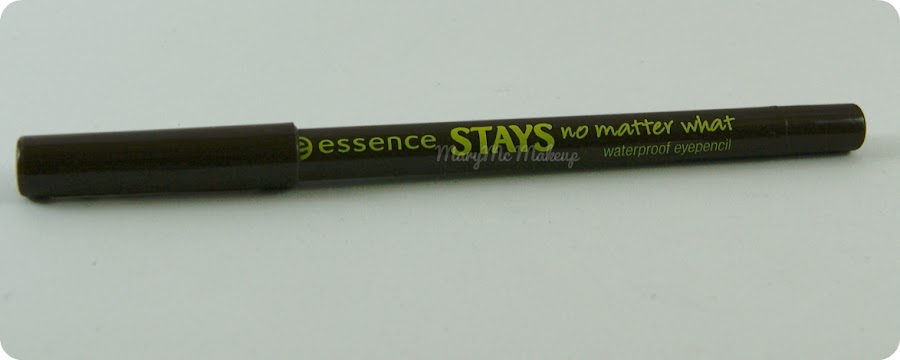 essence STAYS no matter what
waterproof eyepencil
MaryMc Makeup